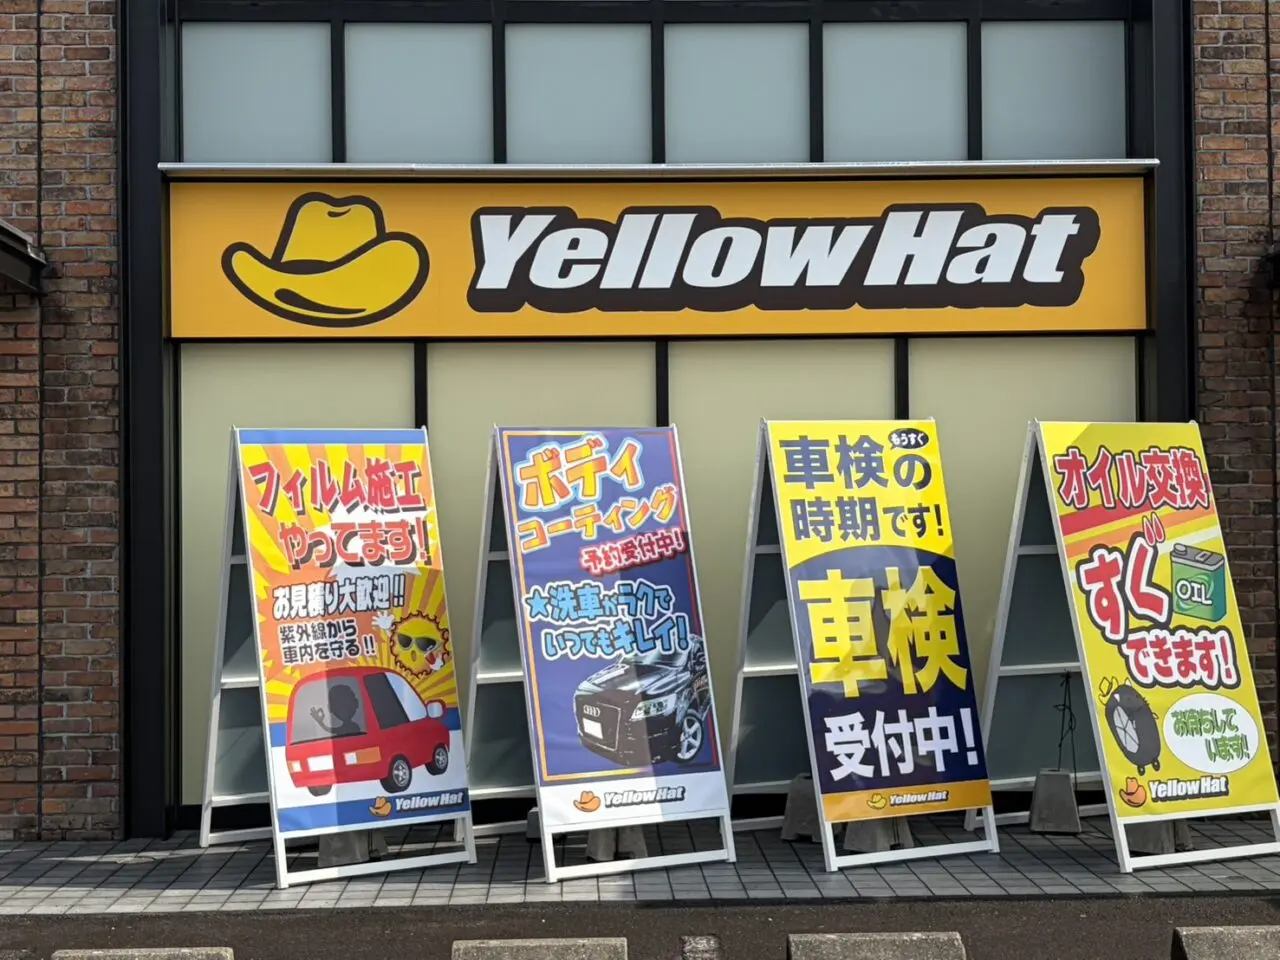 YellowHat
フィルム施工
やってます!
お見積り大歓迎!!
紫外線から
車内を守る!!
YellowHat
ボディ
コーティング
予約受付中!
★洗車がラクで
いつでもキレイ!
YellowHat
もうすぐ
車検の
時期です!
車検
受付中!
YellowHat
オイル交換
すぐ
OIL
できます!
お待ちして
います!
YellowHat